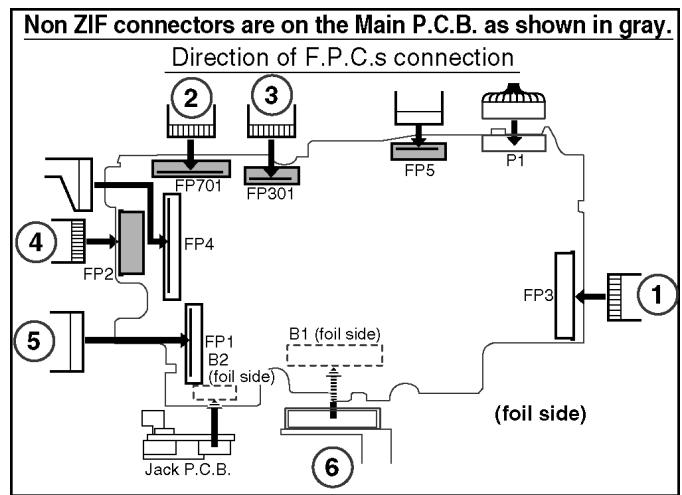 Non ZIF connectors are on the Main P.C.B. as shown in gray.
Direction of F.P.C.s connection
2
3
FP701
FP301
FP5
P1
4
FP2
FP4
FP3
1
5
FP1
B2
(foil side)
B1 (foil side)
(foil side)
Jack P.C.B.
6